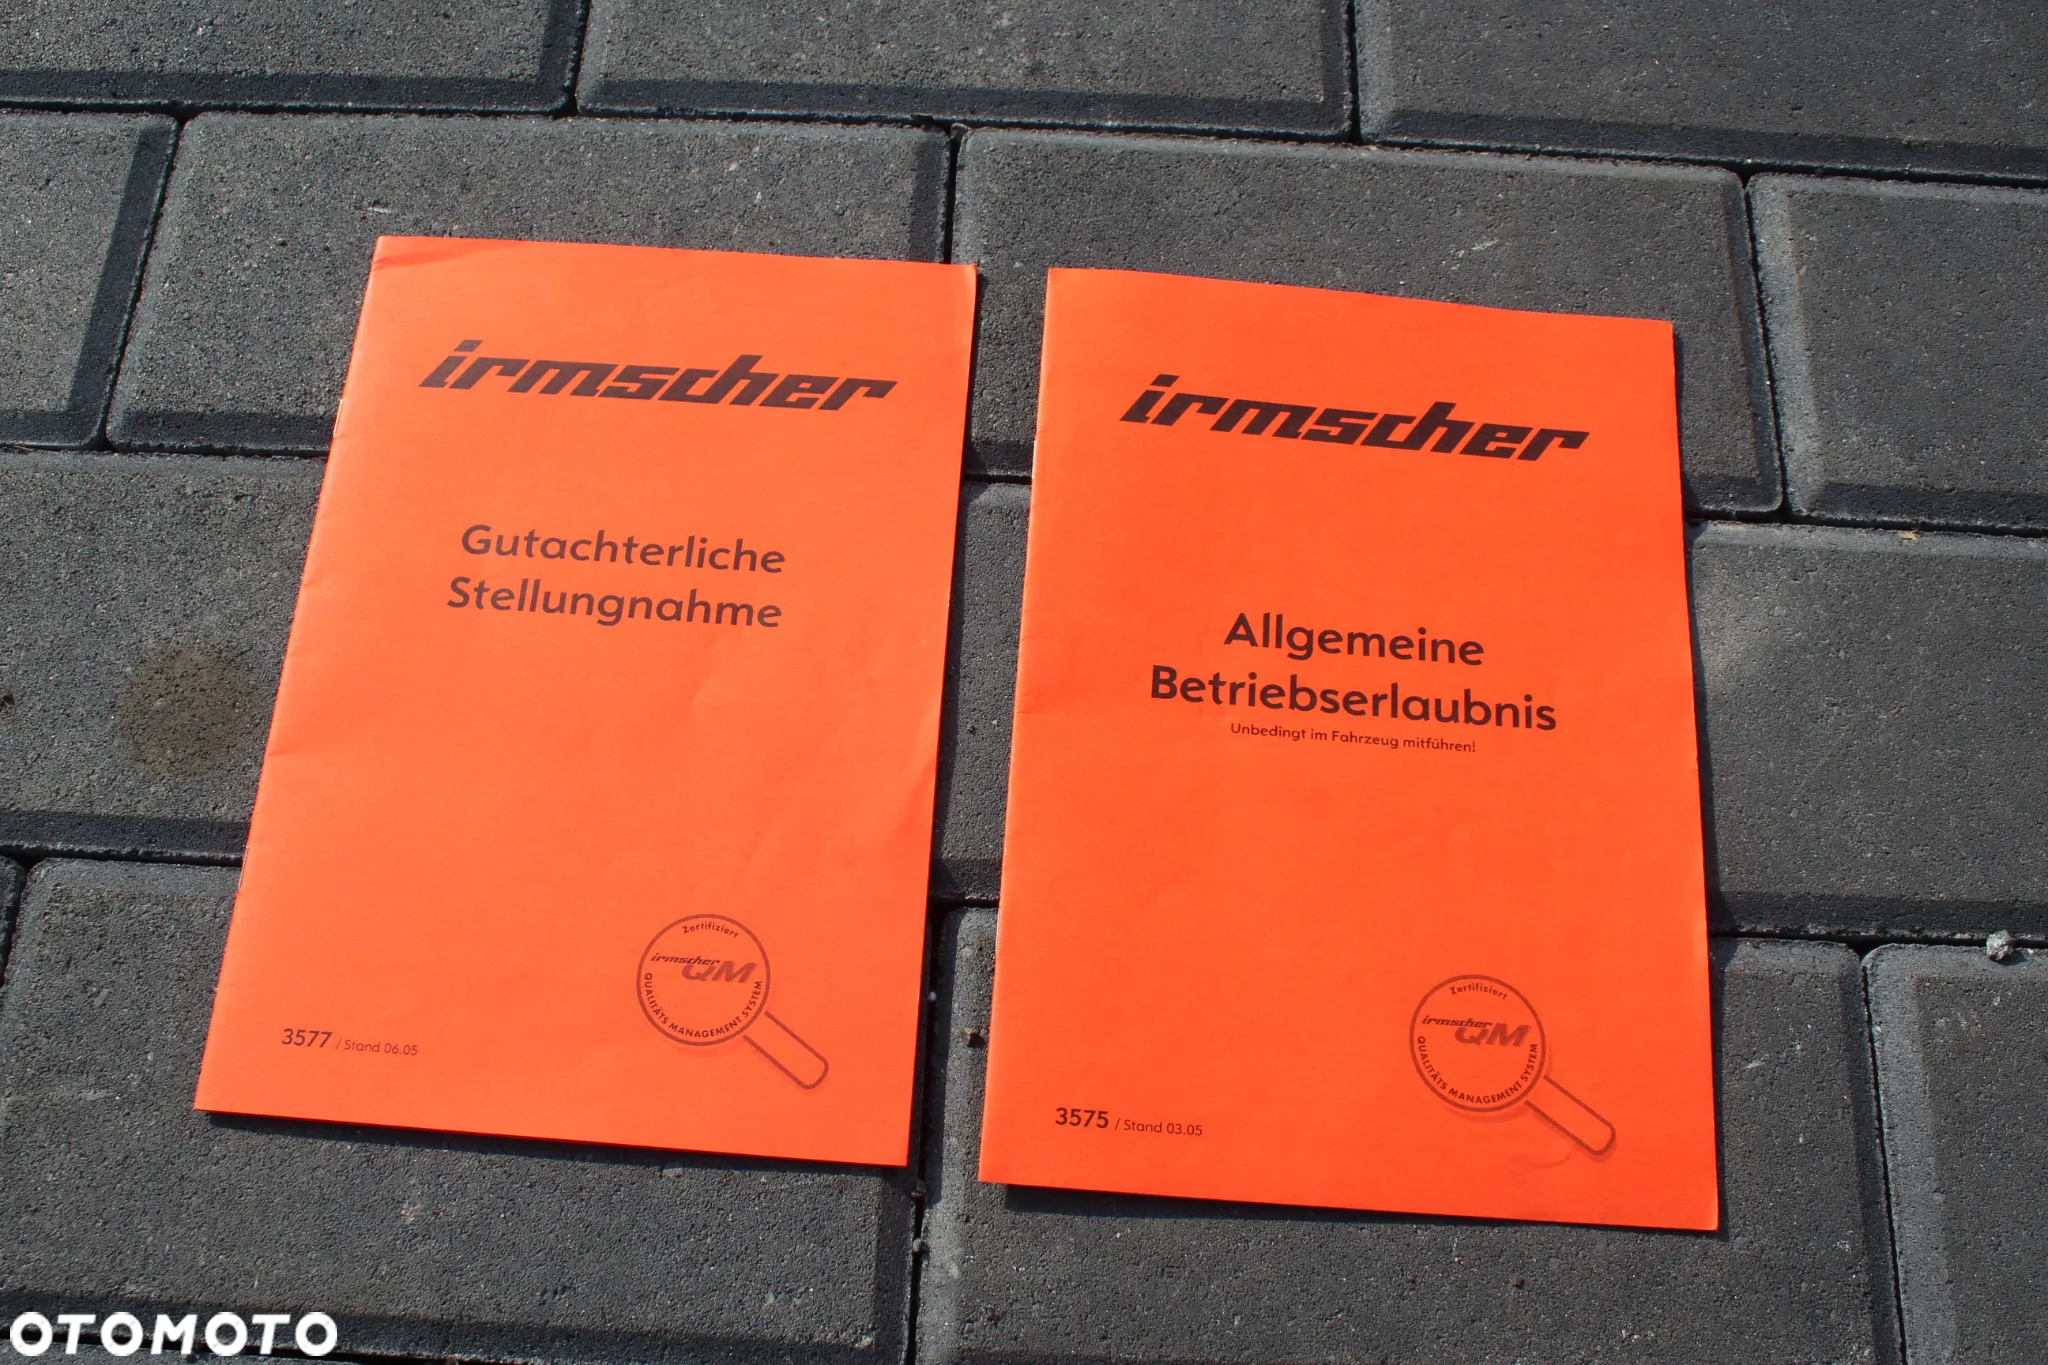 irmscher
Gutachterliche
Stellungnahme
Zertifiziert
irmscher
QM
QUALITÄTS MANAGEMENT SYSTEM
3577 / Stand 06.05
irmscher
Allgemeine
Betriebserlaubnis
Unbedingt im Fahrzeug mitführen!
Zertifiziert
irmscher
QM
QUALITÄTS MANAGEMENT SYSTEM
3575 / Stand 03.05
OTOMOTO